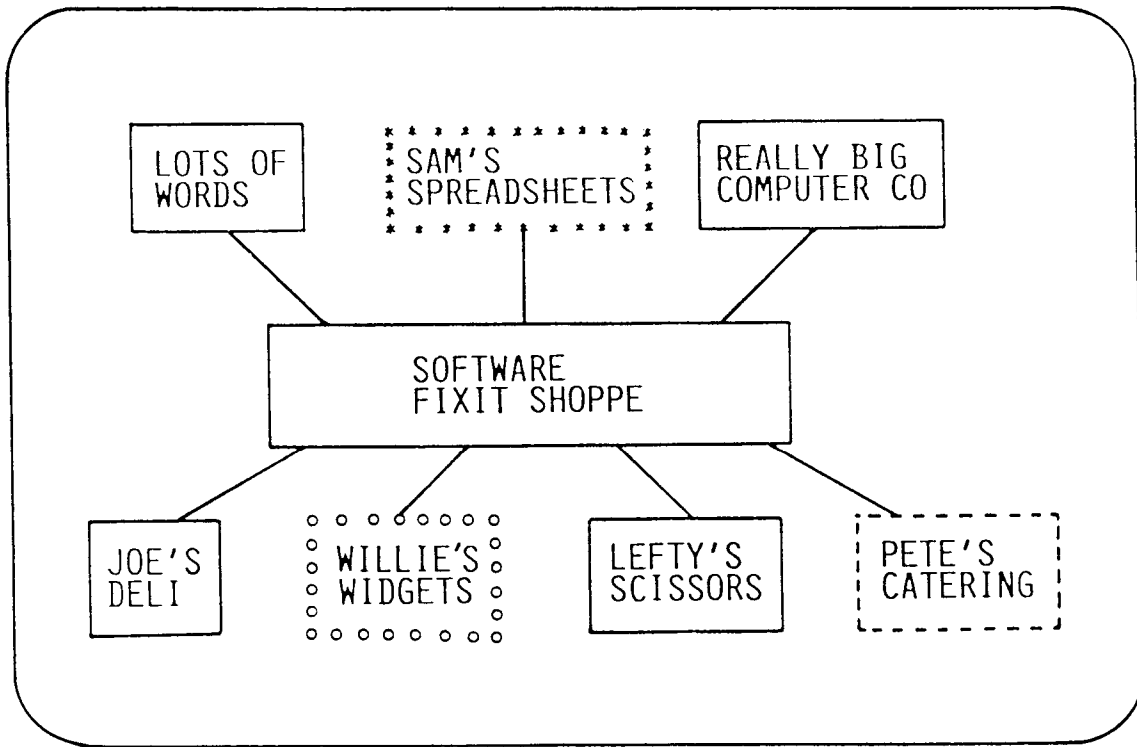 LOTS OF
WORDS
SAM'S
SPREADSHEETS
REALLY BIG
COMPUTER CO
SOFTWARE
FIXIT SHOPPE
JOE'S
DELI
WILLIE'S
WIDGETS
LEFTY'S
SCISSORS
PETE'S
CATERING